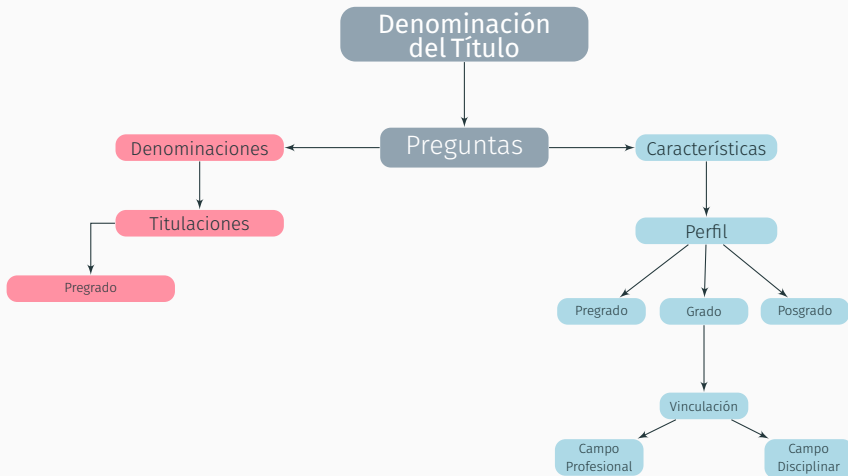 Denominación
del Título
Preguntas
Denominaciones
Características
Titulaciones
Perfil
Pregrado
Pregrado
Grado
Posgrado
Vinculación
Campo
Profesional
Campo
Disciplinar